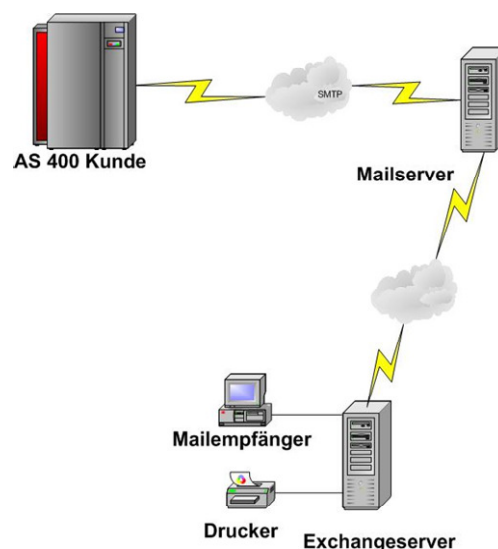 SMTP
AS 400 Kunde
Mailserver
Mailempfänger
Drucker
Exchangeserver